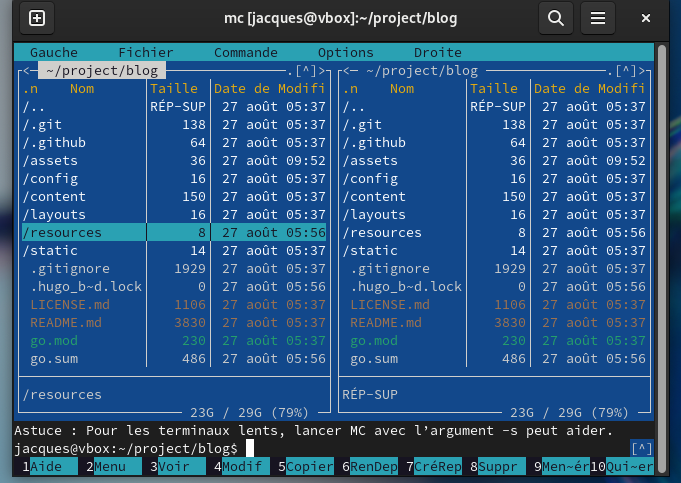 mc [jacques@vbox]:~/project/blog
Gauche Fichier Commande Options Droite
<─ ~/project/blog ─.[^]>
<─ ~/project/blog ─.[^]>
.n Nom Taille Date de Modifi .n Nom Taille Date de Modifi
/.. RÉP-SUP 27 août 05:37 /.. RÉP-SUP 27 août 05:37
/.git 138 27 août 05:37 /.git 138 27 août 05:37
/.github 64 27 août 05:37 /.github 64 27 août 05:37
/assets 36 27 août 09:52 /assets 36 27 août 09:52
/config 16 27 août 05:37 /config 16 27 août 05:37
/content 150 27 août 05:37 /content 150 27 août 05:37
/layouts 16 27 août 05:37 /layouts 16 27 août 05:37
/resources 8 27 août 05:56 /resources 8 27 août 05:56
/static 14 27 août 05:37 /static 14 27 août 05:37
.gitignore 1929 27 août 05:37 .gitignore 1929 27 août 05:37
.hugo_b~d.lock 0 27 août 05:56 .hugo_b~d.lock 0 27 août 05:56
LICENSE.md 1106 27 août 05:37 LICENSE.md 1106 27 août 05:37
README.md 3830 27 août 05:37 README.md 3830 27 août 05:37
go.mod 230 27 août 05:37 go.mod 230 27 août 05:37
go.sum 486 27 août 05:56 go.sum 486 27 août 05:56
/resources RÉP-SUP
23G / 29G (79%) 23G / 29G (79%)
Astuce : Pour les terminaux lents, lancer MC avec l’argument -s peut aider.
jacques@vbox:~/project/blog$ [^]
1Aide 2Menu 3Voir 4Modif 5Copier 6RenDep 7CréRep 8Suppr 9Men~ér 10Qui~er